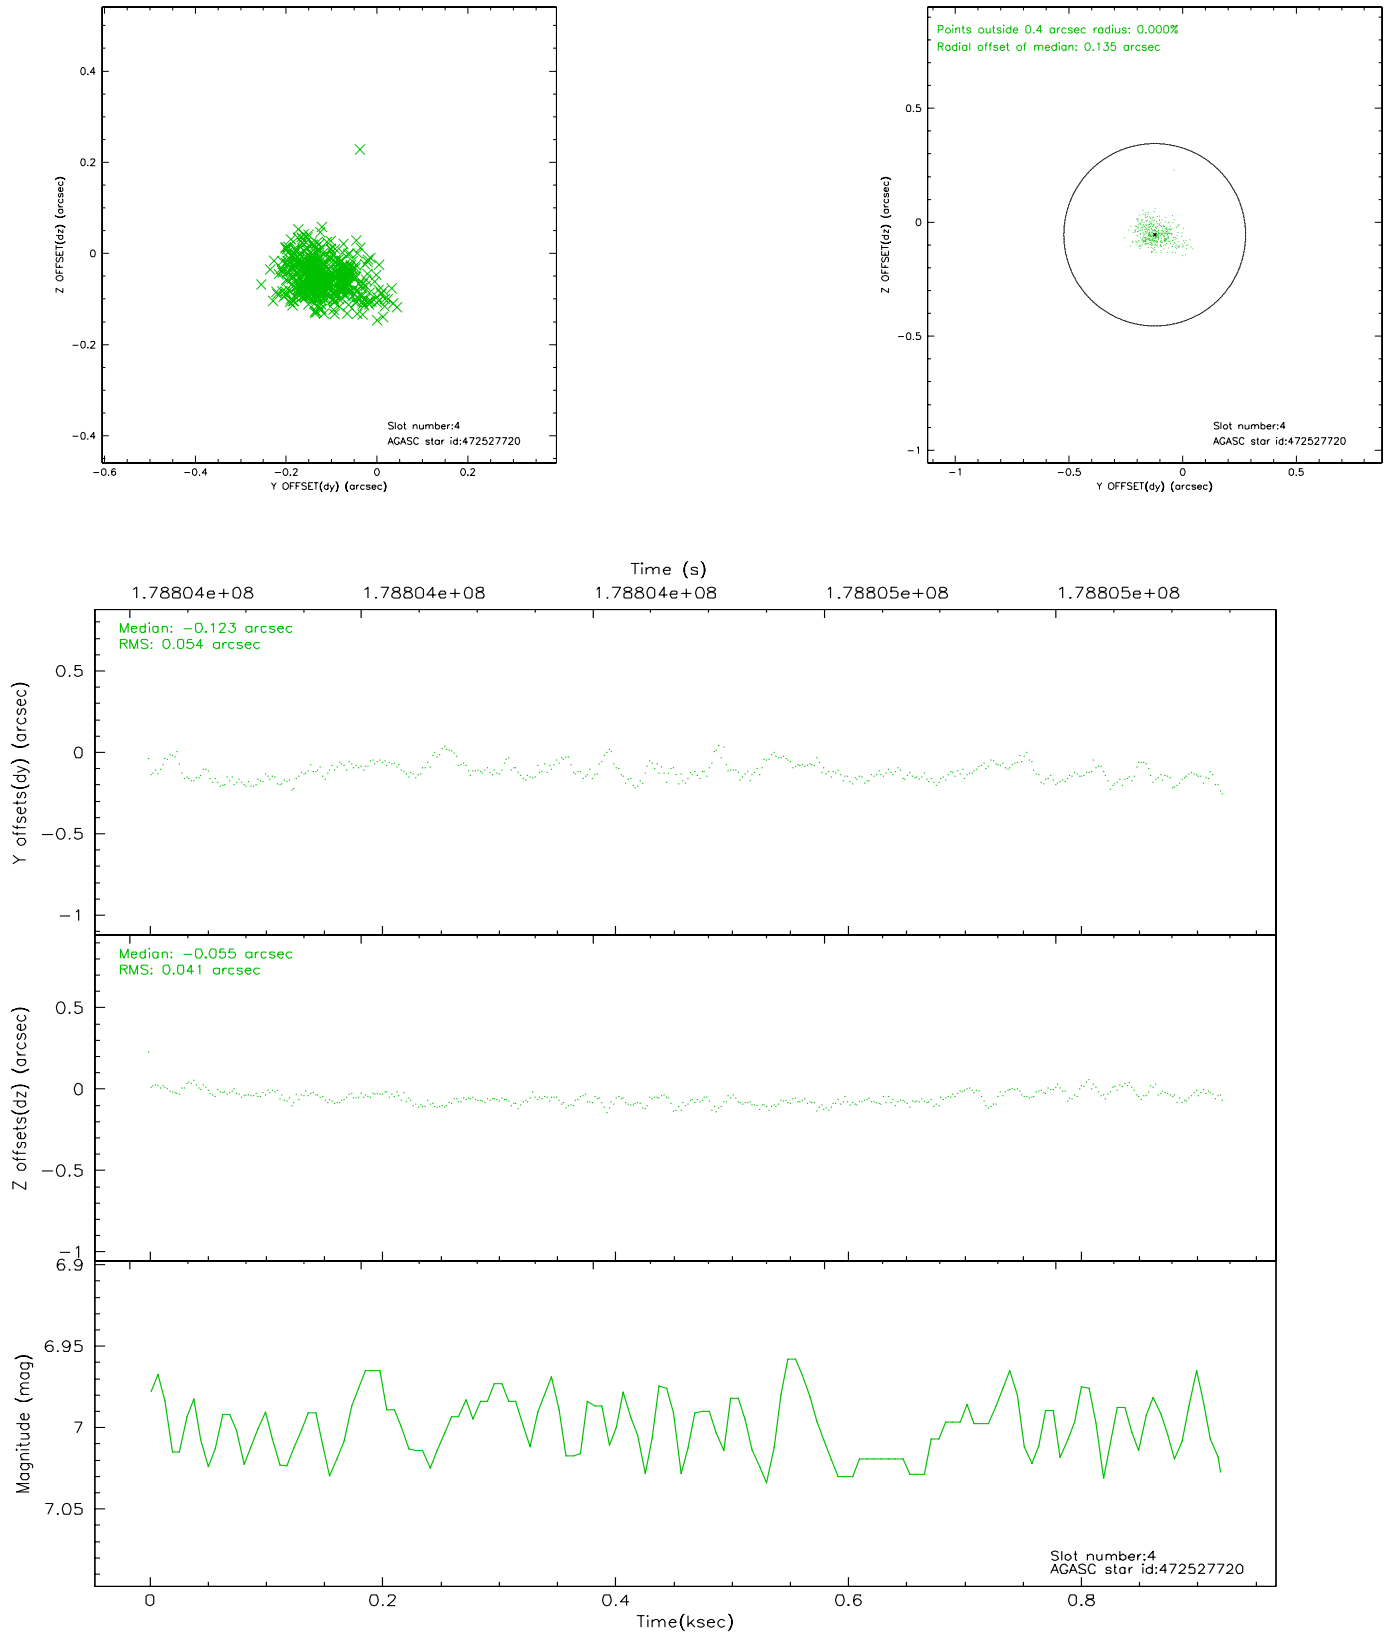 0.4
0.2
0
-0.2
-0.4
Z OFFSET(dz) (arcsec)
-0.6 -0.4 -0.2 0 0.2
Y OFFSET(dy) (arcsec)
Slot number:4
AGASC star id:472527720
Points outside 0.4 arcsec radius: 0.000%
Radial offset of median: 0.135 arcsec
0.5
0
-0.5
-1
Z OFFSET(dz) (arcsec)
-1 -0.5 0 0.5
Y OFFSET(dy) (arcsec)
Slot number:4
AGASC star id:472527720
Time (s)
1.78804e+08 1.78804e+08 1.78804e+08 1.78805e+08 1.78805e+08
Median: -0.123 arcsec
RMS: 0.054 arcsec
0.5
0
-0.5
-1
Y offsets(dy) (arcsec)
Median: -0.055 arcsec
RMS: 0.041 arcsec
0.5
0
-0.5
-1
Z offsets(dz) (arcsec)
6.9
6.95
7
7.05
Magnitude (mag)
Slot number:4
AGASC star id:472527720
0 0.2 0.4 0.6 0.8
Time(ksec)